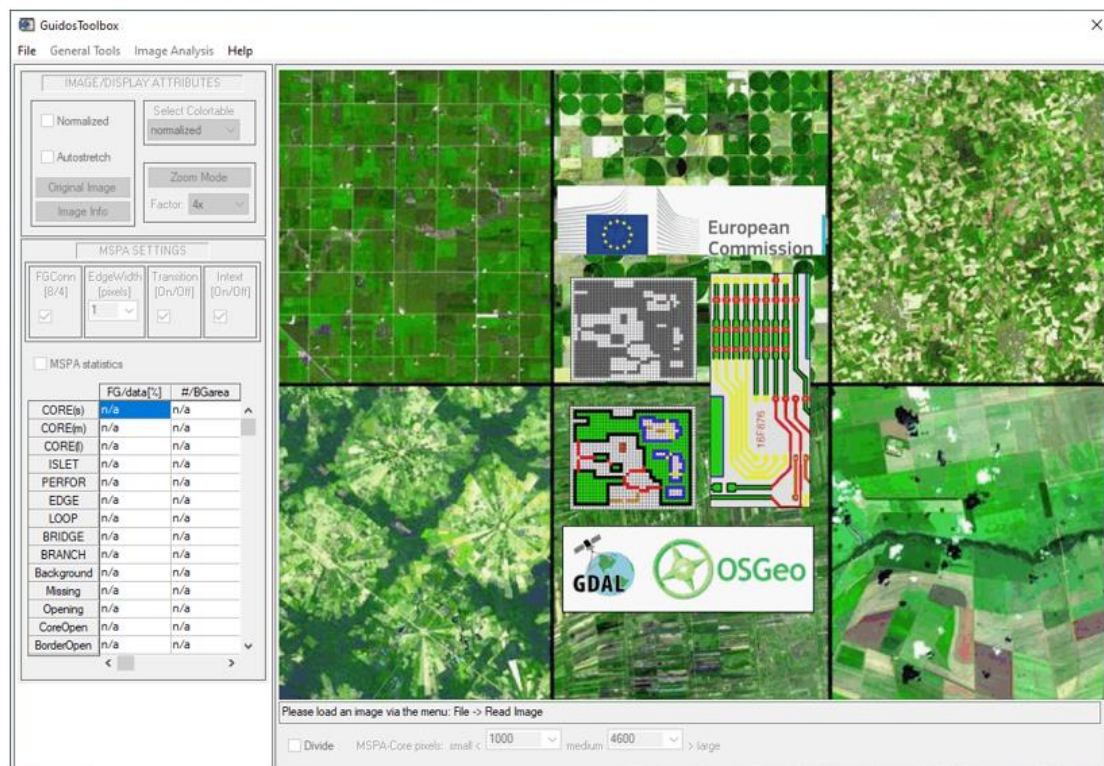 GuidosToolbox
File General Tools Image Analysis Help
IMAGE/DISPLAY ATTRIBUTES
Normalized
Autostretch
Original Image
Image Info
Select Colortable
normalized
Zoom Mode
Factor: 4x
MSPA SETTINGS
FGConn EdgeWidth Transition Intext
[8/4] [pixels] [On/Off] [On/Off]
1
MSPA statistics
FG/data[%] #/BGarea
CORE(s) n/a n/a
CORE(m) n/a n/a
CORE(l) n/a n/a
ISLET n/a n/a
PERFOR n/a n/a
EDGE n/a n/a
LOOP n/a n/a
BRIDGE n/a n/a
BRANCH n/a n/a
Background n/a n/a
Missing n/a n/a
Opening n/a n/a
CoreOpen n/a n/a
BorderOpen n/a n/a
European
Commission
16F876
GDAL
OSGeo
Please load an image via the menu: File -> Read Image
Divide MSPA-Core pixels: small < 1000 medium 4600 > large